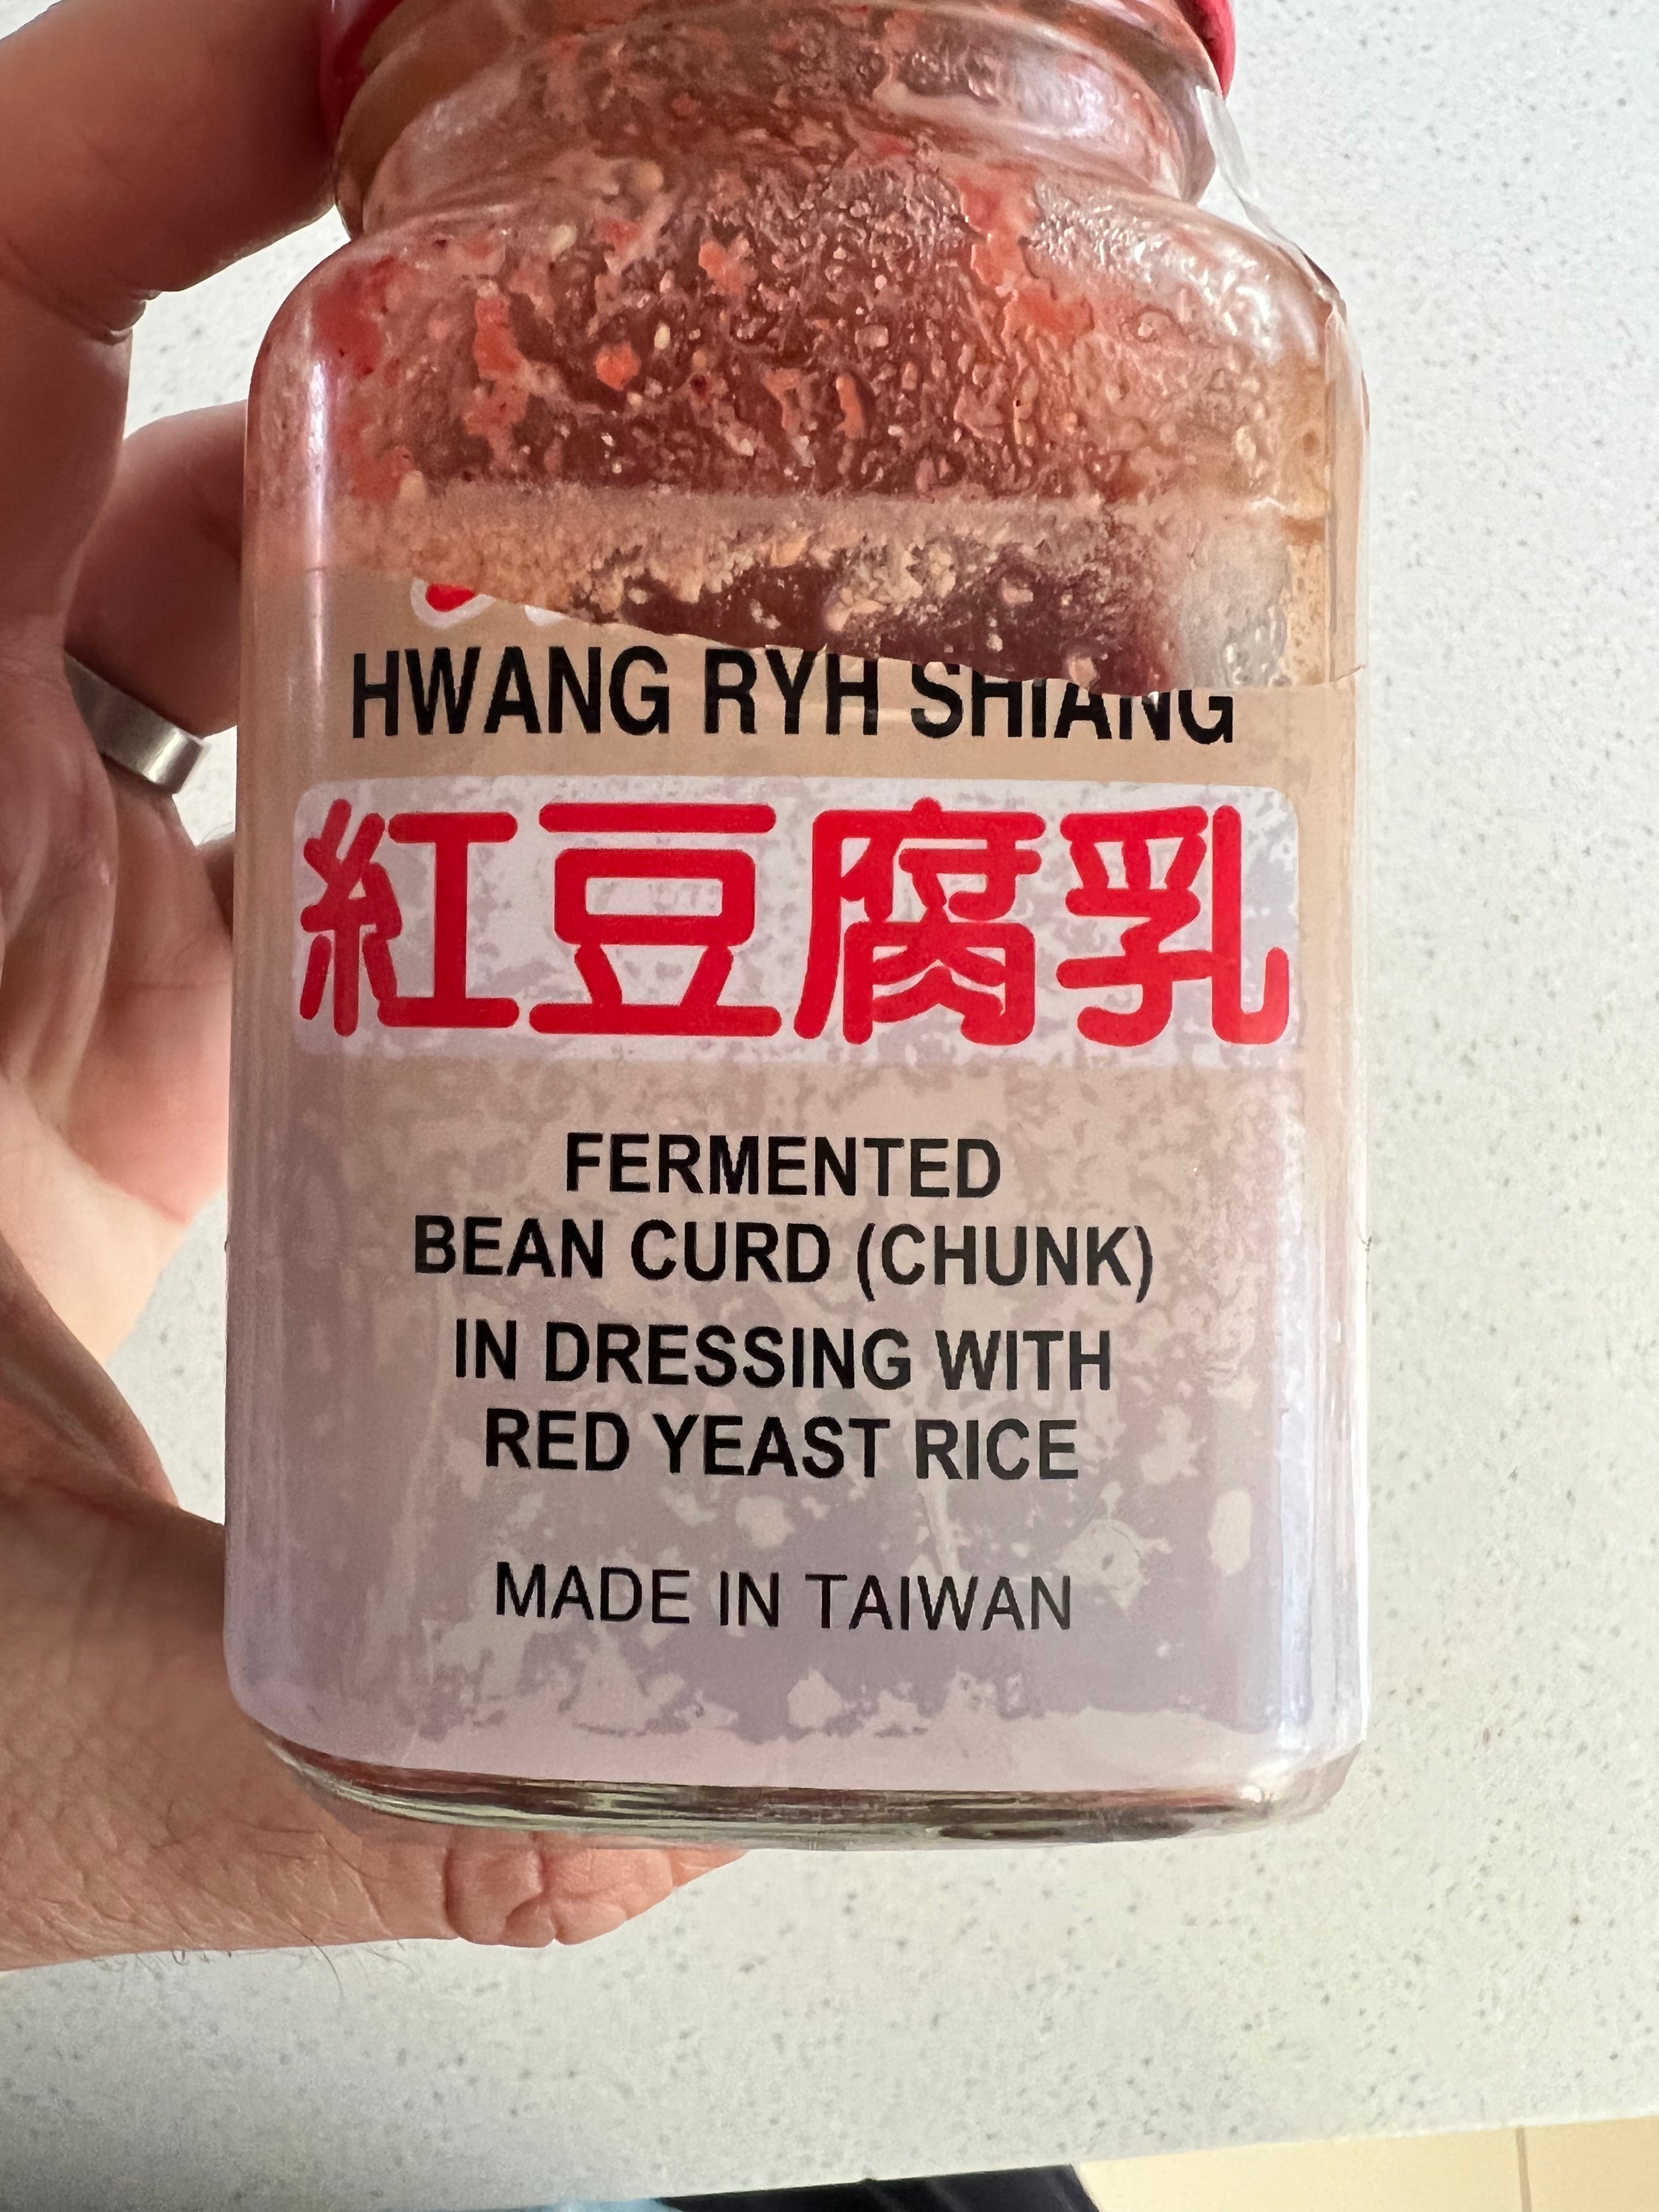 HWANG RYH SHIANG
紅豆腐乳
FERMENTED
BEAN CURD (CHUNK)
IN DRESSING WITH
RED YEAST RICE
MADE IN TAIWAN